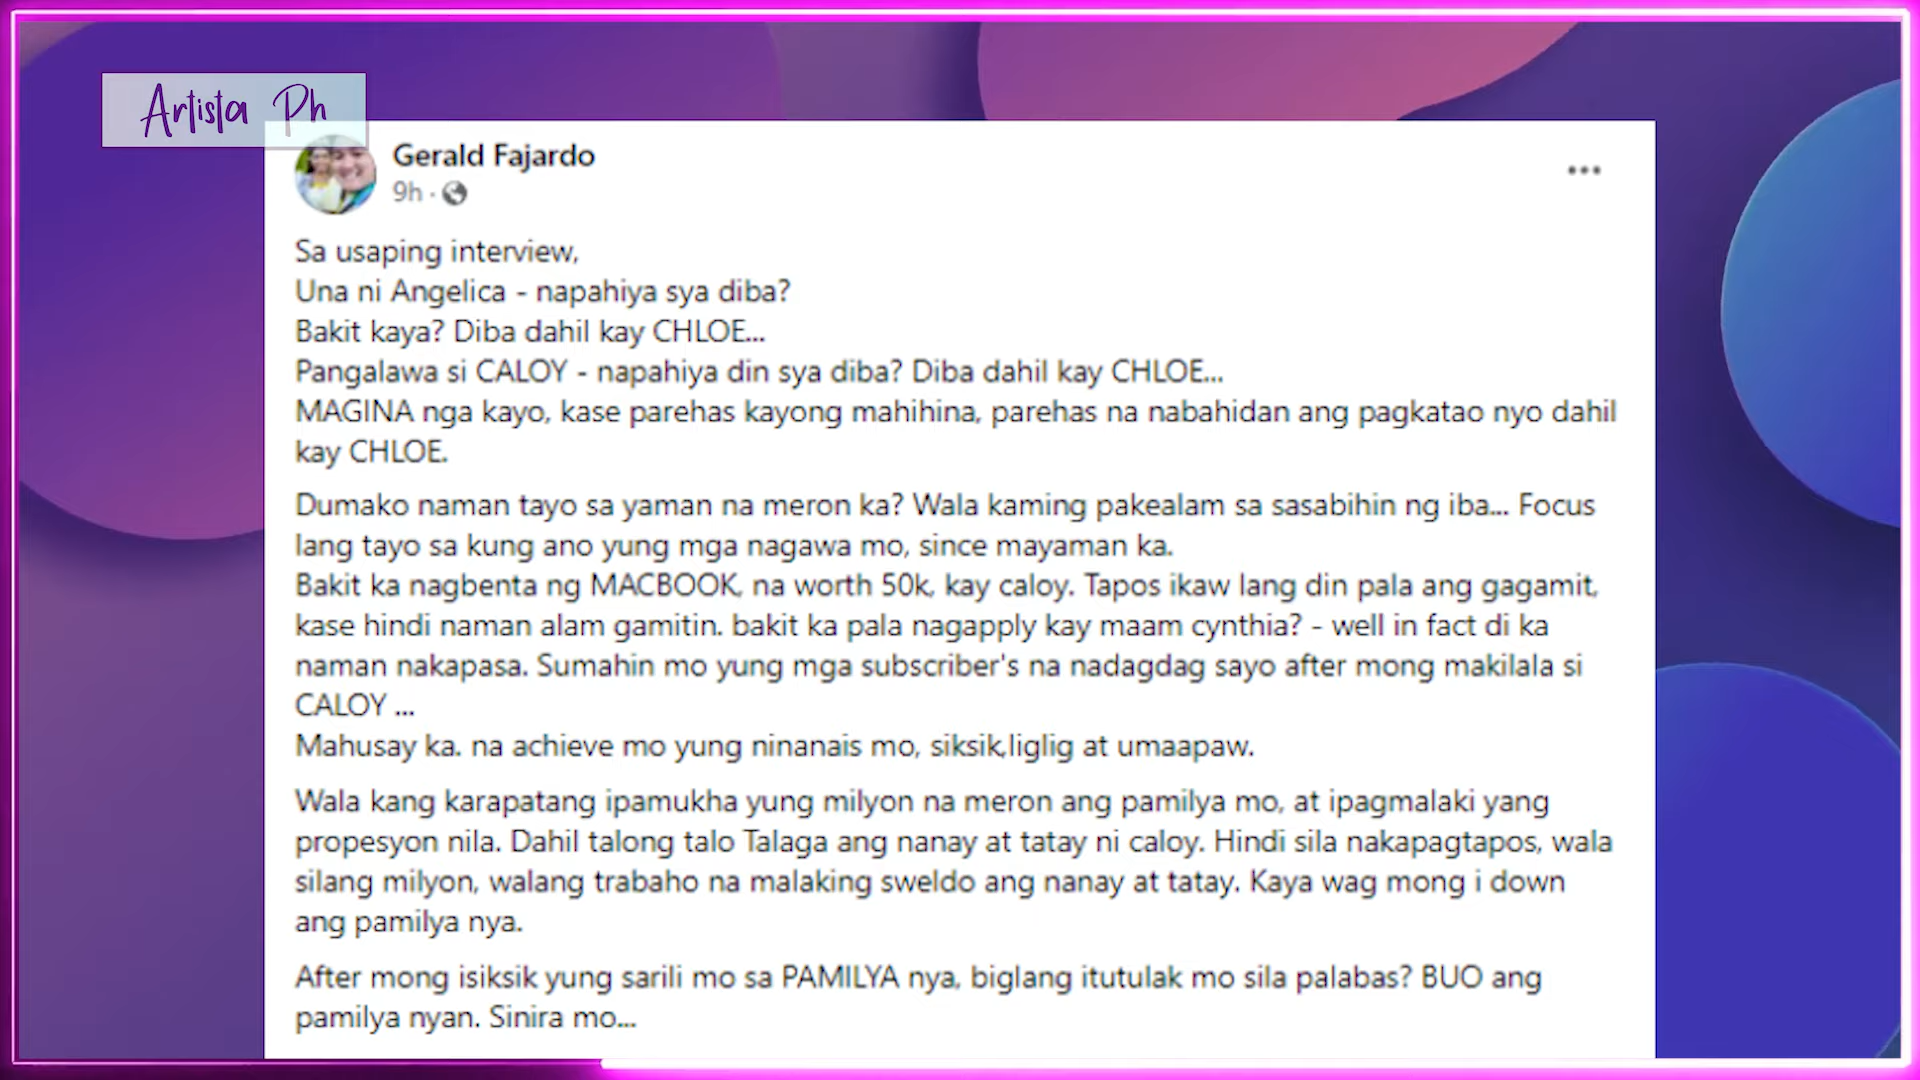 Artista Ph
Gerald Fajardo
9h ·
Sa usaping interview,
Una ni Angelica - napahiya sya diba?
Bakit kaya? Diba dahil kay CHLOE...
Pangalawa si CALOY - napahiya din sya diba? Diba dahil kay CHLOE...
MAGINA nga kayo, kase parehas kayong mahihina, parehas na nabahidan ang pagkatao nyo dahil
kay CHLOE.
Dumako naman tayo sa yaman na meron ka? Wala kaming pakealam sa sasabihin ng iba... Focus
lang tayo sa kung ano yung mga nagawa mo, since mayaman ka.
Bakit ka nagbenta ng MACBOOK, na worth 50k, kay caloy. Tapos ikaw lang din pala ang gagamit,
kase hindi naman alam gamitin. bakit ka pala nagapply kay maam cynthia? - well in fact di ka
naman nakapasa. Sumahin mo yung mga subscriber's na nadagdag sayo after mong makilala si
CALOY ...
Mahusay ka. na achieve mo yung ninanais mo, siksik,liglig at umaapaw.
Wala kang karapatang ipamukha yung milyon na meron ang pamilya mo, at ipagmalaki yang
propesyon nila. Dahil talong talo Talaga ang nanay at tatay ni caloy. Hindi sila nakapagtapos, wala
silang milyon, walang trabaho na malaking sweldo ang nanay at tatay. Kaya wag mong i down
ang pamilya nya.
After mong isiksik yung sarili mo sa PAMILYA nya, biglang itutulak mo sila palabas? BUO ang
pamilya nyan. Sinira mo...